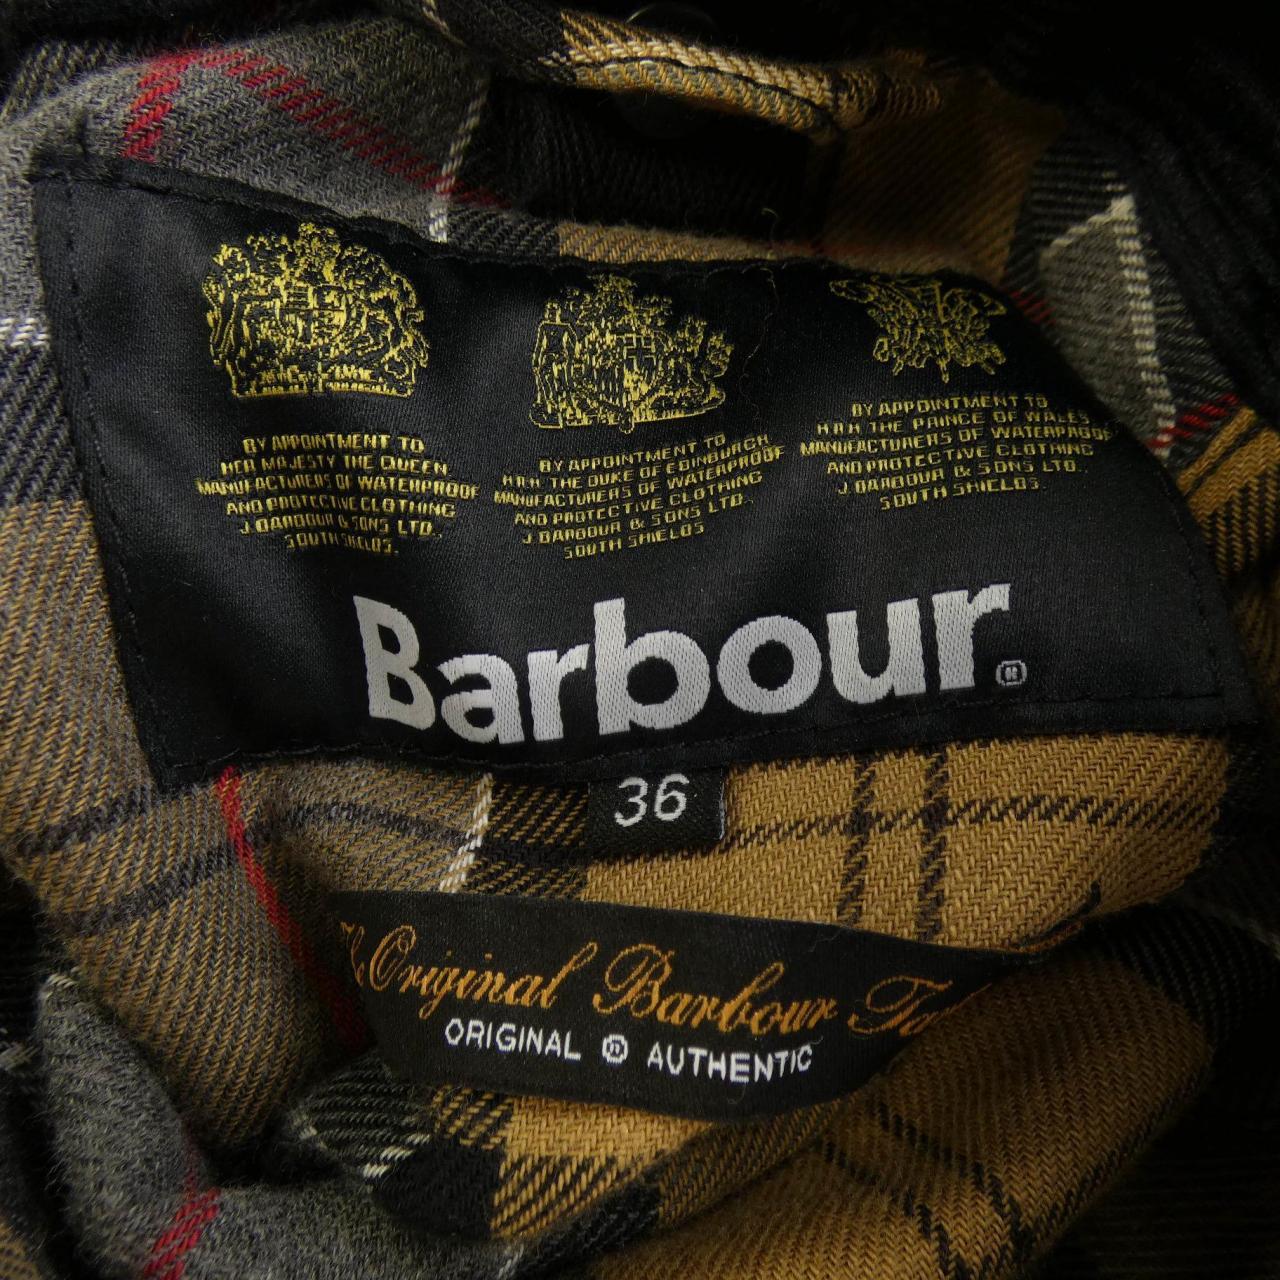 BY APPOINTMENT TO
HER MAJESTY THE QUEEN
MANUFACTURERS OF WATERPROOF
AND PROTECTIVE CLOTHING
J. BARBOUR & SONS LTD.,
SOUTH SHIELDS.
BY APPOINTMENT TO
H.R.H. THE DUKE OF EDINBURGH
MANUFACTURERS OF WATERPROOF
AND PROTECTIVE CLOTHING
J. BARBOUR & SONS LTD.
SOUTH SHIELDS
BY APPOINTMENT TO
H.R.H. THE PRINCE OF WALES
MANUFACTURERS OF WATERPROOF
AND PROTECTIVE CLOTHING
J. BARBOUR & SONS LTD.
SOUTH SHIELDS.
Barbour®
36
Original Barbour
ORIGINAL ® AUTHENTIC